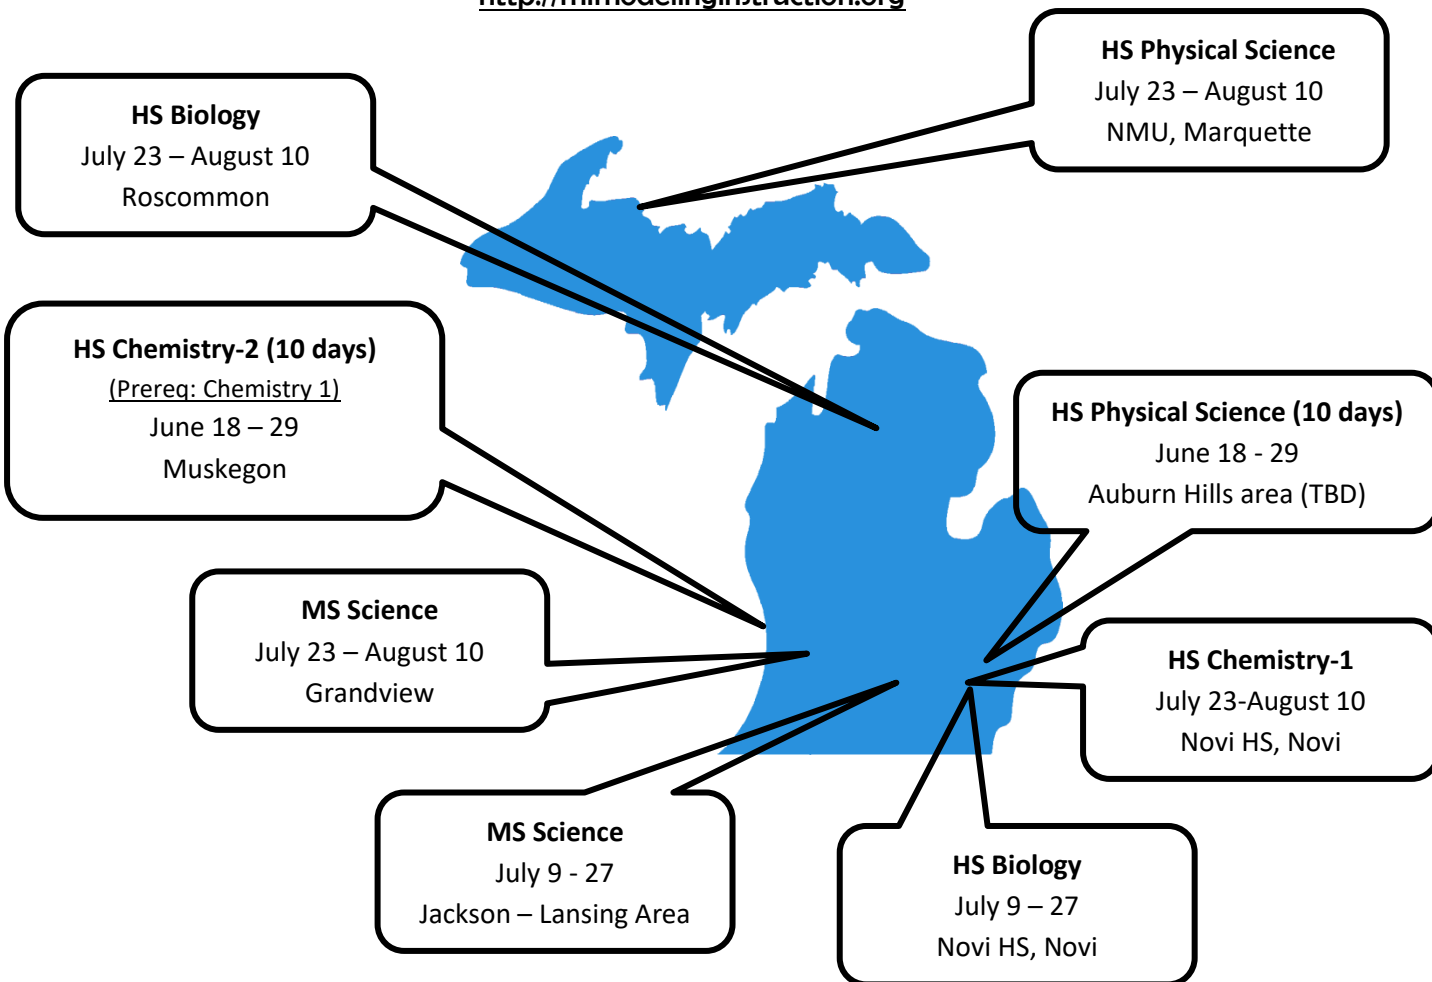 http://mimodelinginstruction.org
HS Physical Science
July 23 – August 10
NMU, Marquette
HS Biology
July 23 – August 10
Roscommon
HS Chemistry-2 (10 days)
(Prereq: Chemistry 1)
June 18 – 29
Muskegon
HS Physical Science (10 days)
June 18 - 29
Auburn Hills area (TBD)
MS Science
July 23 – August 10
Grandview
HS Chemistry-1
July 23-August 10
Novi HS, Novi
MS Science
July 9 - 27
Jackson – Lansing Area
HS Biology
July 9 – 27
Novi HS, Novi